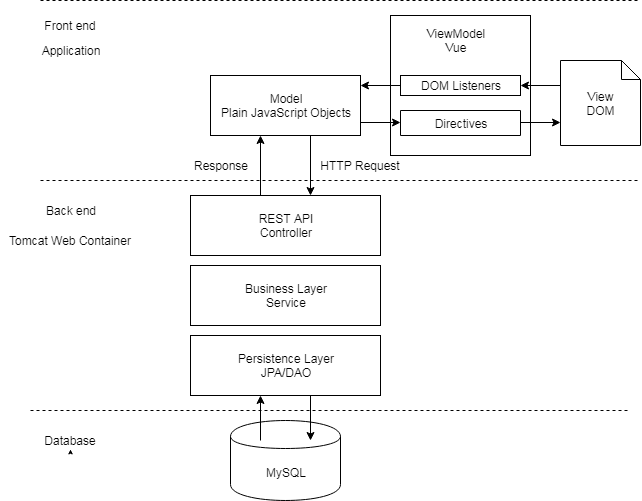 Front end
Application
ViewModel
Vue
DOM Listeners
Model
Plain JavaScript Objects
Directives
View
DOM
Response
HTTP Request
Back end
Tomcat Web Container
REST API
Controller
Business Layer
Service
Persistence Layer
JPA/DAO
Database
MySQL